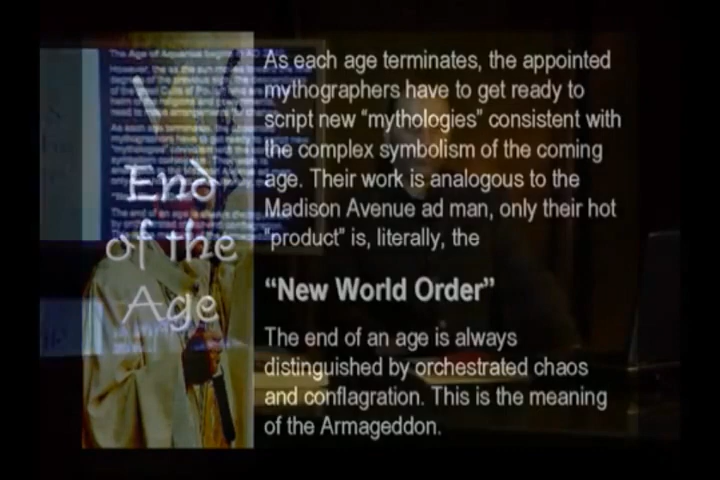 End
of the
Age
As each age terminates, the appointed
mythographers have to get ready to
script new “mythologies” consistent with
the complex symbolism of the coming
age. Their work is analogous to the
Madison Avenue ad man, only their hot
“product” is, literally, the
“New World Order”
The end of an age is always
distinguished by orchestrated chaos
and conflagration. This is the meaning
of the Armageddon.